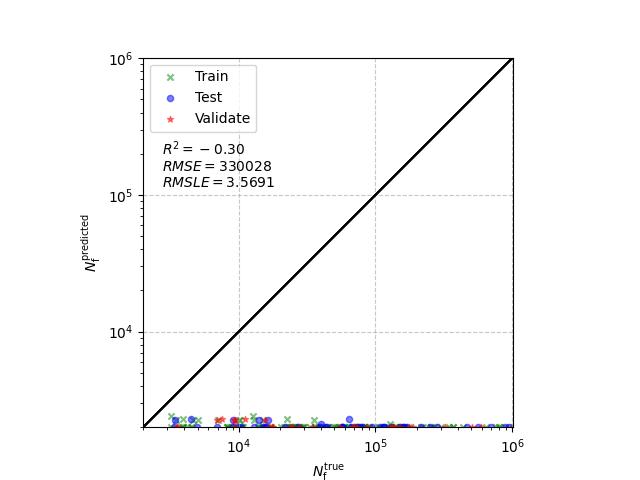 10^6
Train
Test
Validate
R^2 = −0.30
RMSE = 330028
RMSLE = 3.5691
10^5
10^4
N_f^predicted
10^4 10^5 10^6
N_f^true